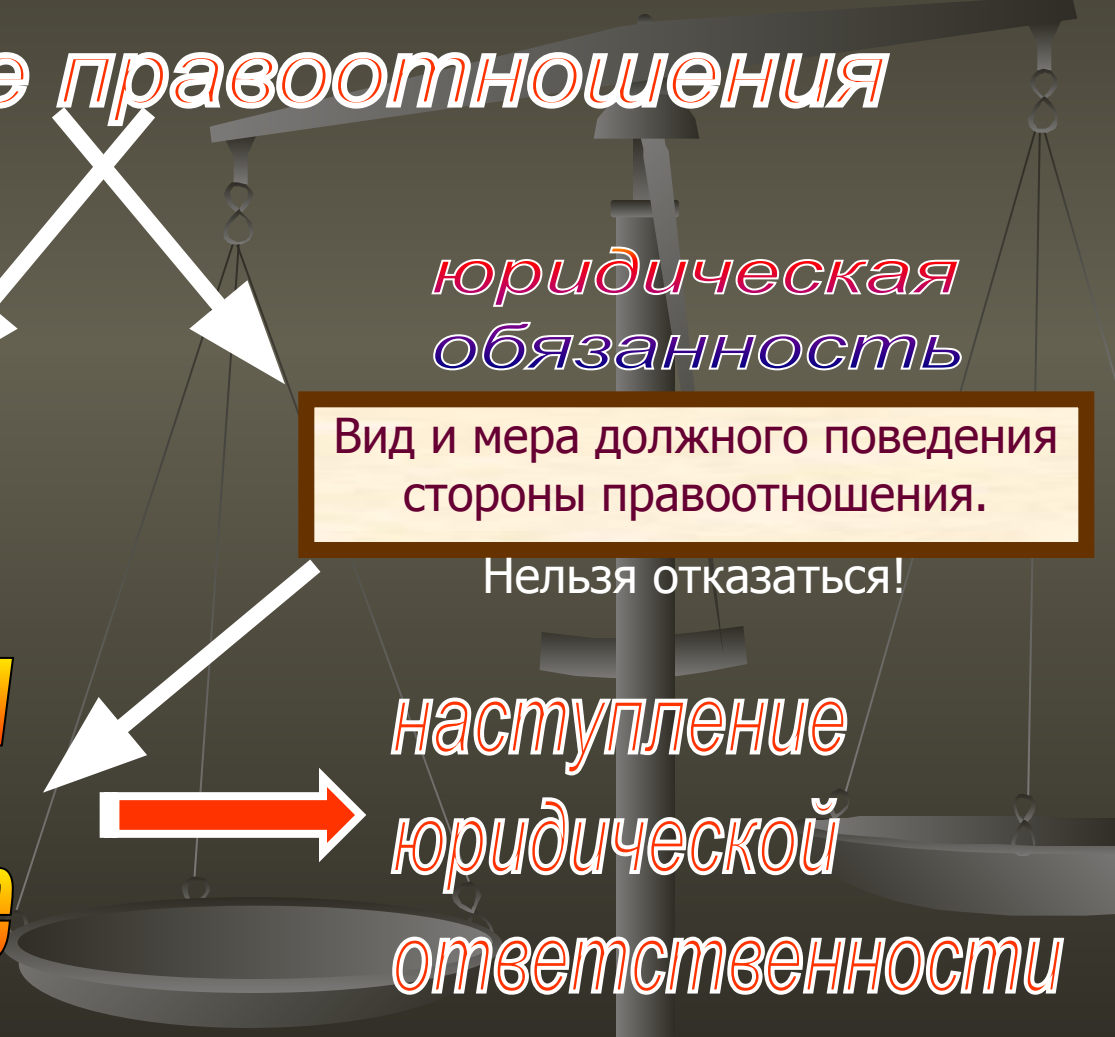 е правоотношения
юридическая
обязанность
Вид и мера должного поведения
стороны правоотношения.
Нельзя отказаться!
наступление
юридической
ответственности